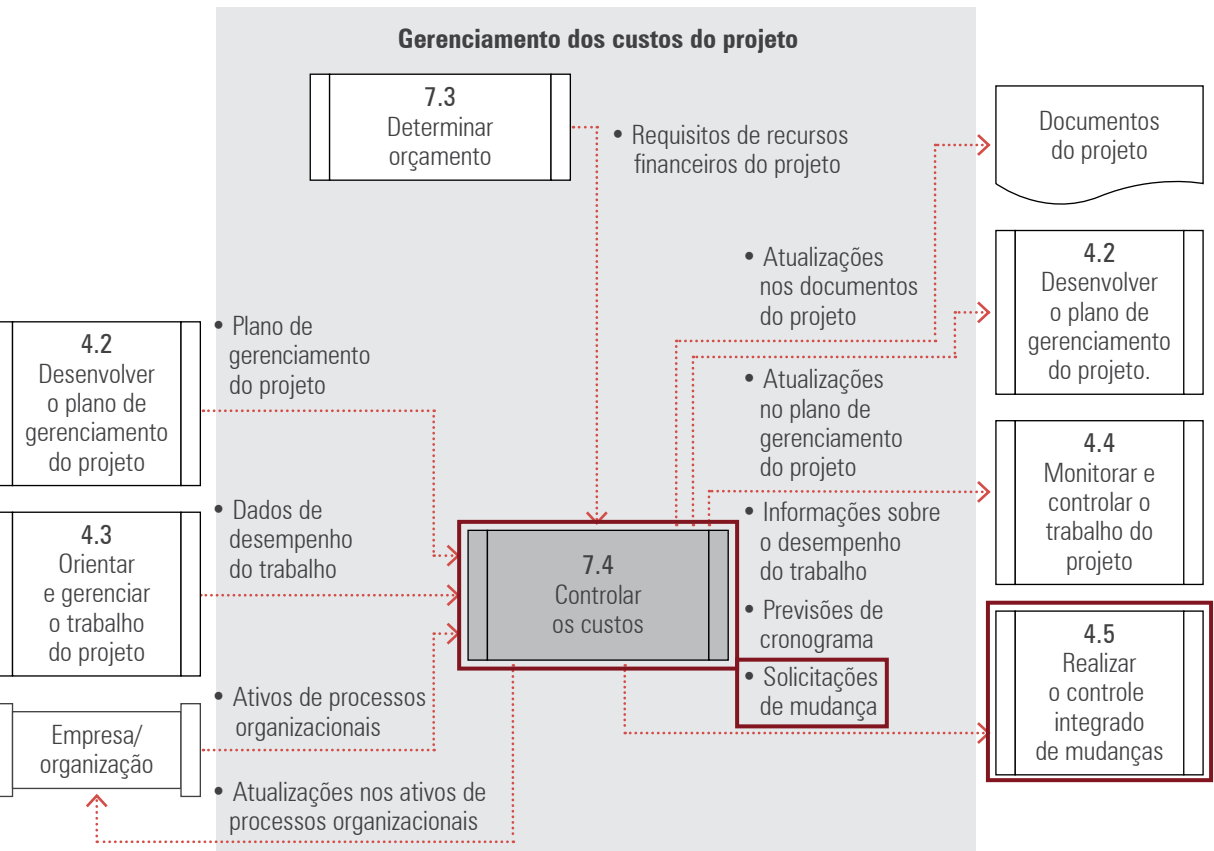 Gerenciamento dos custos do projeto
7.3
Determinar
orçamento
• Requisitos de recursos
financeiros do projeto
Documentos
do projeto
• Atualizações
nos documentos
do projeto
4.2
Desenvolver
o plano de
gerenciamento
do projeto.
• Plano de
gerenciamento
do projeto
4.2
Desenvolver
o plano de
gerenciamento
do projeto
• Atualizações
no plano de
gerenciamento
do projeto
4.4
Monitorar e
controlar o
trabalho do
projeto
• Dados de
desempenho
do trabalho
4.3
Orientar
e gerenciar
o trabalho
do projeto
7.4
Controlar
os custos
• Informações sobre
o desempenho
do trabalho
• Previsões de
cronograma
• Solicitações
de mudança
4.5
Realizar
o controle
integrado
de mudanças
• Ativos de processos
organizacionais
Empresa/
organização
• Atualizações nos ativos de
processos organizacionais